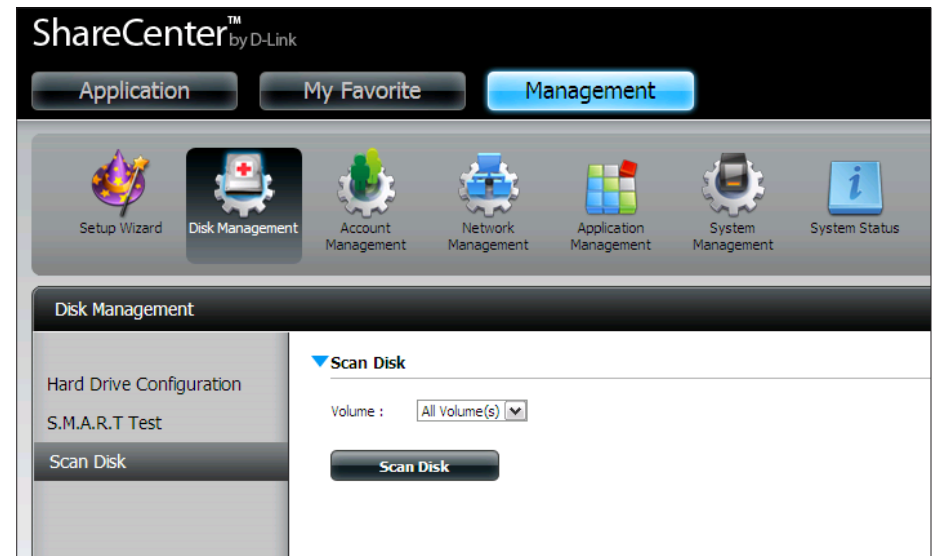 ShareCenter™ by D-Link
Application My Favorite Management
Setup Wizard Disk Management Account Management Network Management Application Management System Management System Status
Disk Management
Hard Drive Configuration
S.M.A.R.T Test
Scan Disk
Scan Disk
Volume : All Volume(s)
Scan Disk